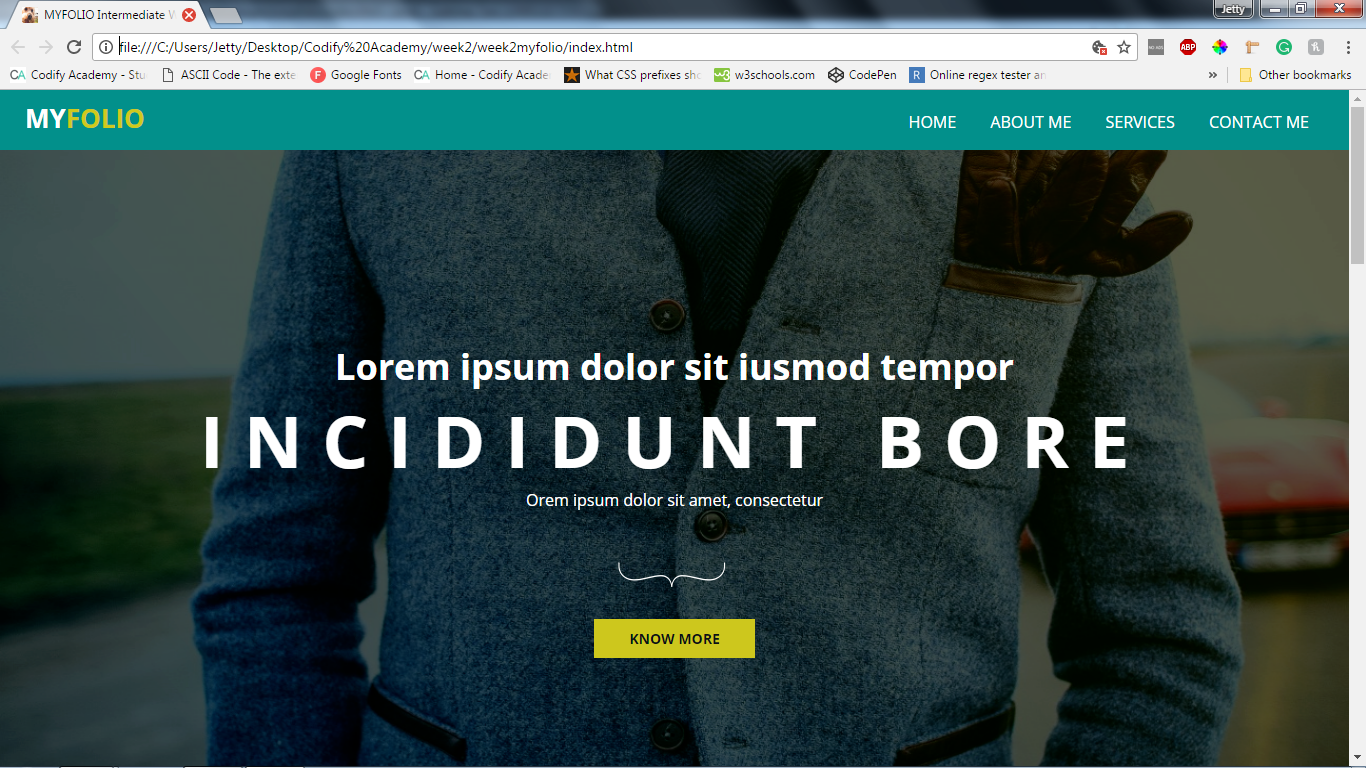 MYFOLIO Intermediate W
Jetty
file:///C:/Users/Jetty/Desktop/Codify%20Academy/week2/week2myfolio/index.html
ABP
CA Codify Academy - Stu
ASCII Code - The exte
F Google Fonts
CA Home - Codify Acade
What CSS prefixes sho
w3 w3schools.com
CodePen
R Online regex tester an
» Other bookmarks
MYFOLIO
HOME ABOUT ME SERVICES CONTACT ME
Lorem ipsum dolor sit iusmod tempor
INCIDIDUNT BORE
Orem ipsum dolor sit amet, consectetur
KNOW MORE